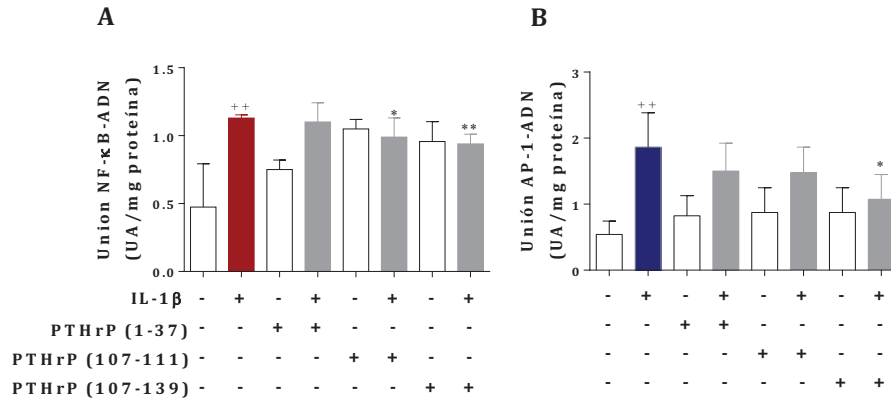 A
Union NF-κB-ADN
(UA/mg proteína)
1.5
1.0
0.5
0.0
++
*
**
IL-1β - + - + - + - +
PTHrP (1-37) - - + + - - - -
PTHrP (107-111) - - - - + + - -
PTHrP (107-139) - - - - - - + +
B
Unión AP-1-ADN
(UA/mg proteína)
3
2
1
0
++
*
- + - + - + - +
- - + + - - - -
- - - - + + - -
- - - - - - + +